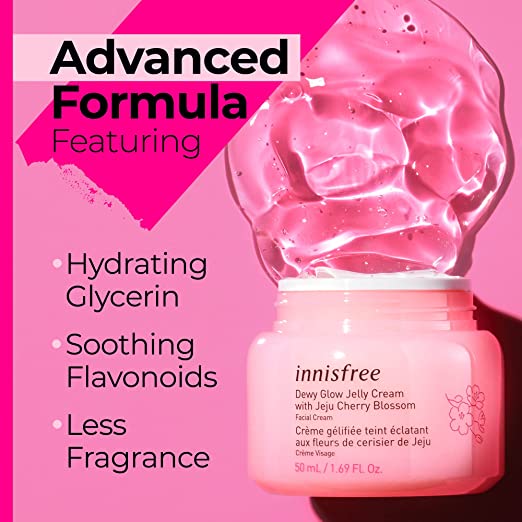 Advanced
Formula
Featuring
• Hydrating
Glycerin
• Soothing
Flavonoids
• Less
Fragrance
innisfree
Dewy Glow Jelly Cream
with Jeju Cherry Blossom
Facial Cream
Crème gélifiée teint éclatant
aux fleurs de cerisier de Jeju
Crème Visage
50 mL / 1.69 FL Oz.